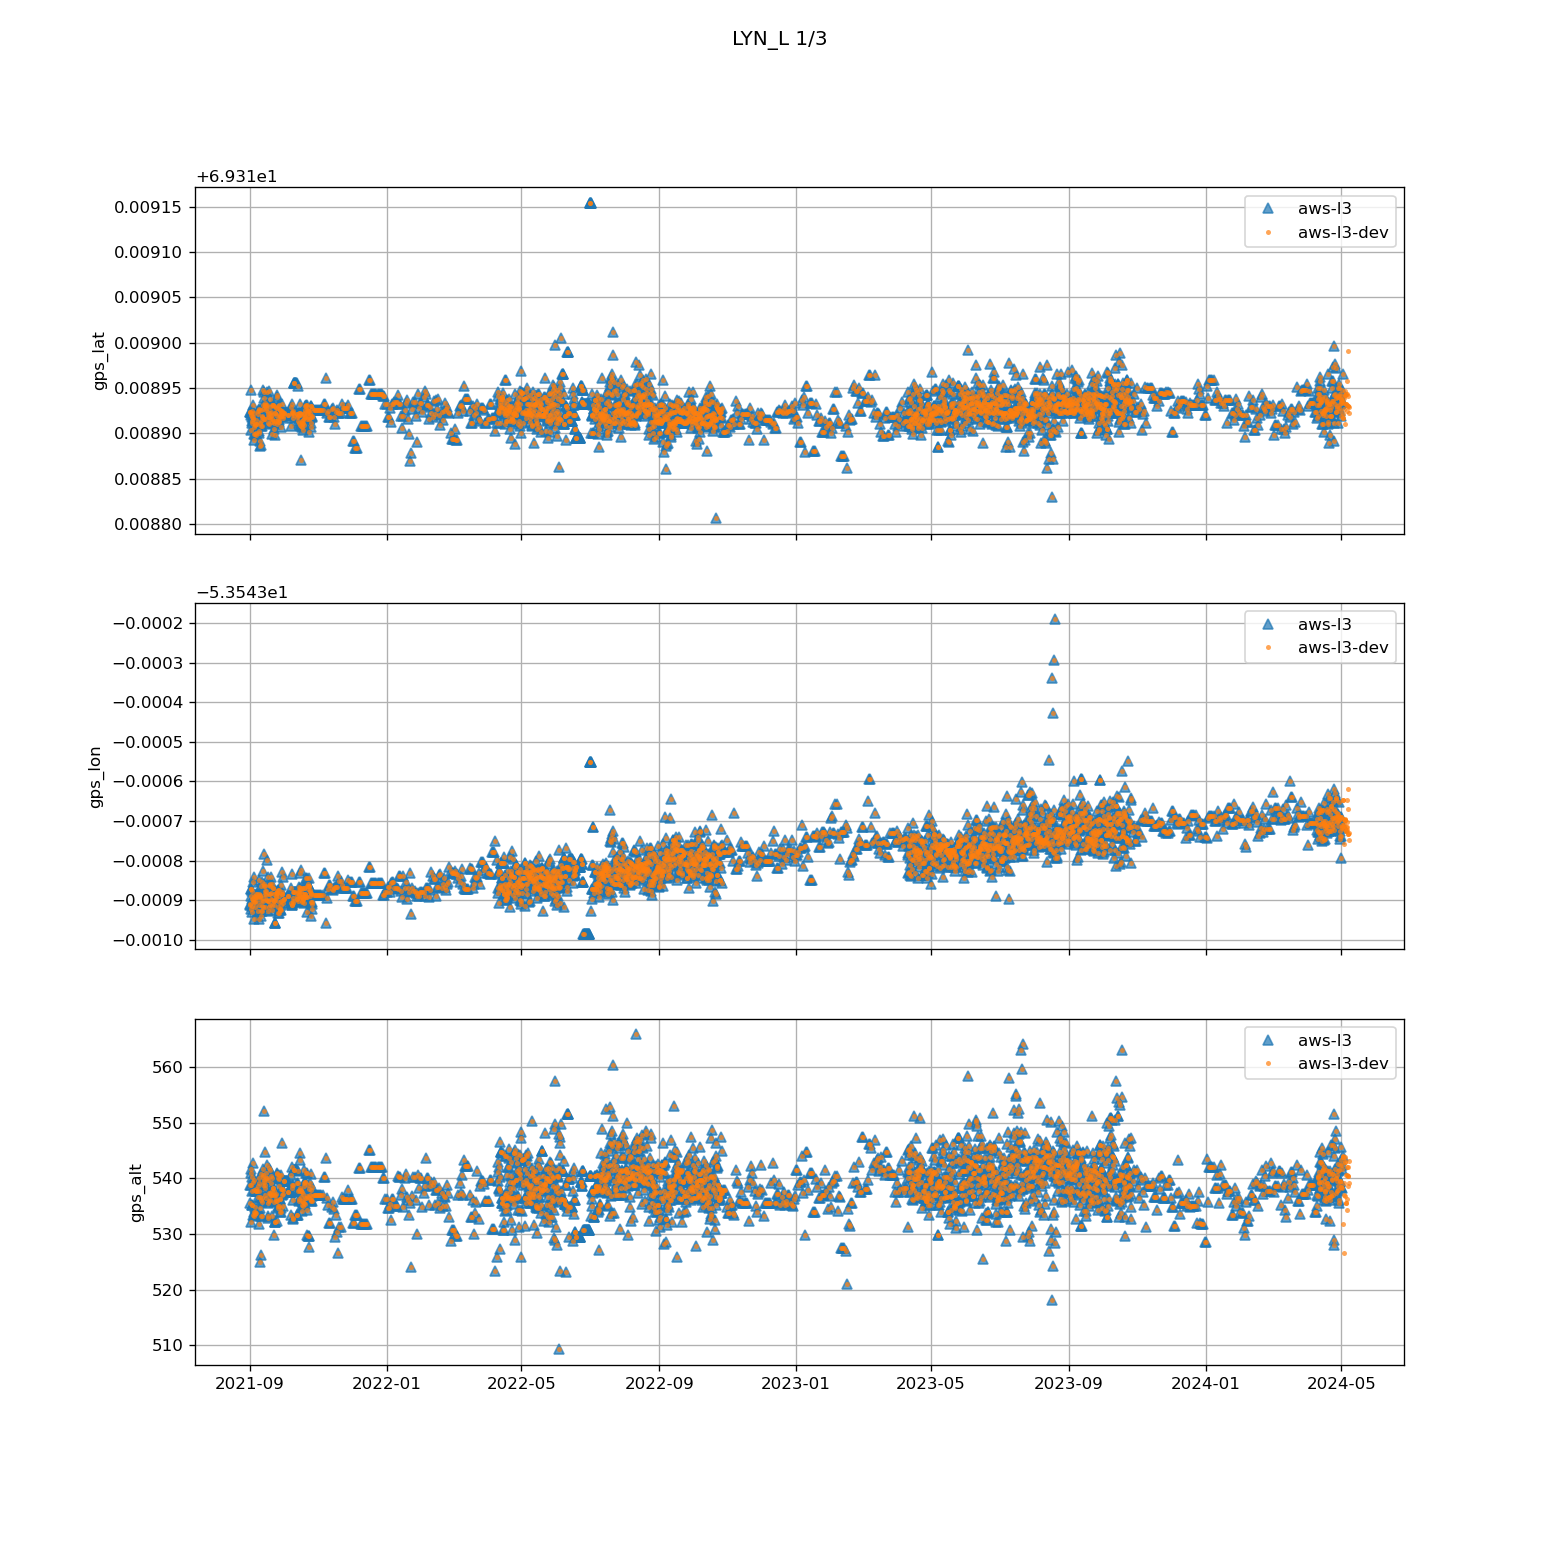 LYN_L 1/3
+6.931e1
0.00915
0.00910
0.00905
0.00900
0.00895
0.00890
0.00885
0.00880
gps_lat
aws-l3
aws-l3-dev
−5.3543e1
−0.0002
−0.0003
−0.0004
−0.0005
−0.0006
−0.0007
−0.0008
−0.0009
−0.0010
gps_lon
aws-l3
aws-l3-dev
560
550
540
530
520
510
gps_alt
aws-l3
aws-l3-dev
2021-09 2022-01 2022-05 2022-09 2023-01 2023-05 2023-09 2024-01 2024-05